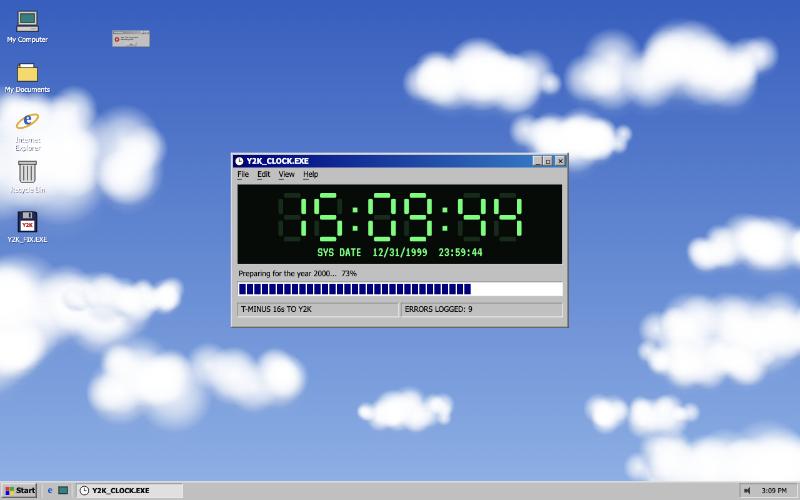 My Computer
My Documents
Internet
Explorer
Recycle Bin
Y2K
Y2K_FIX.EXE
Y2K_CLOCK.EXE
File Edit View Help
15:09:44
SYS DATE 12/31/1999 23:59:44
Preparing for the year 2000... 73%
T-MINUS 16s TO Y2K
ERRORS LOGGED: 9
Start
Y2K_CLOCK.EXE
3:09 PM